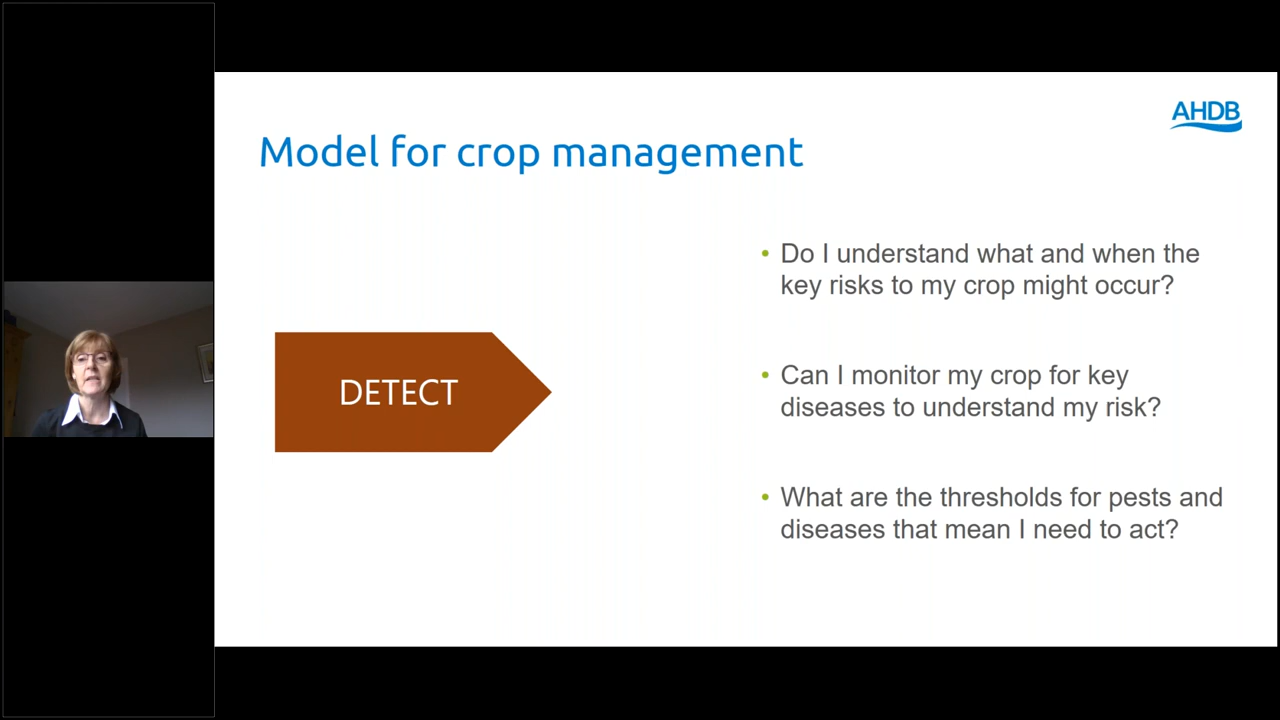 AHDB
Model for crop management
DETECT
• Do I understand what and when the
key risks to my crop might occur?
• Can I monitor my crop for key
diseases to understand my risk?
• What are the thresholds for pests and
diseases that mean I need to act?